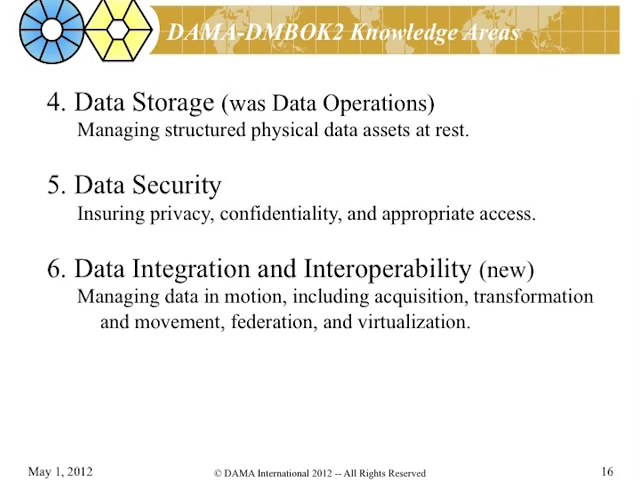 DAMA-DMBOK2 Knowledge Areas
4. Data Storage (was Data Operations)
Managing structured physical data assets at rest.
5. Data Security
Insuring privacy, confidentiality, and appropriate access.
6. Data Integration and Interoperability (new)
Managing data in motion, including acquisition, transformation
and movement, federation, and virtualization.
May 1, 2012
© DAMA International 2012 -- All Rights Reserved
16